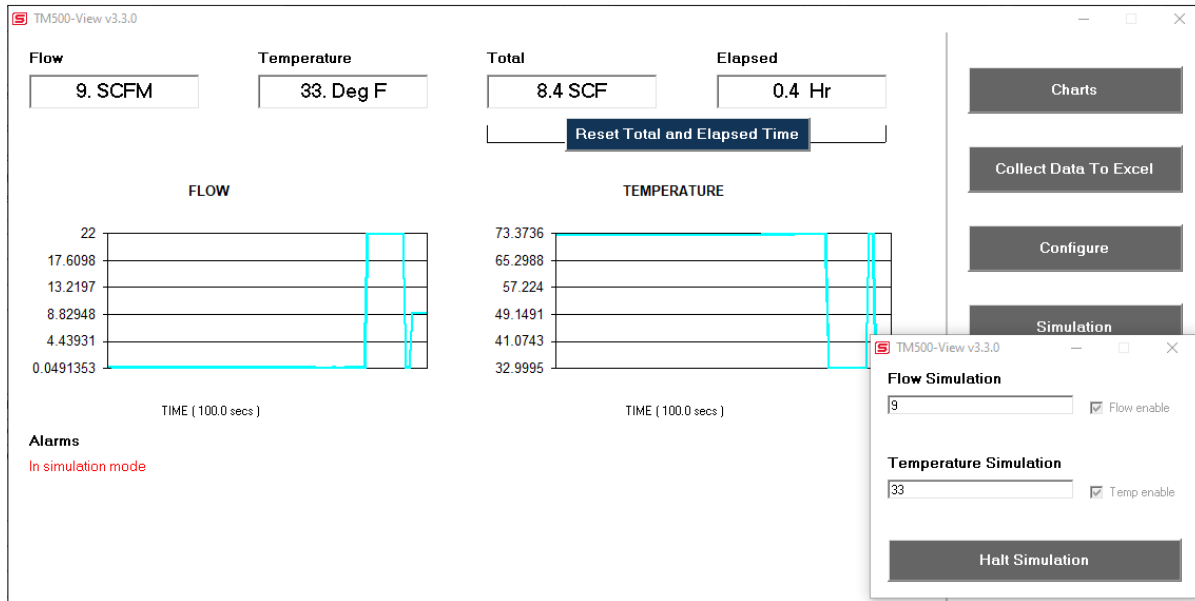 TM500-View v3.3.0
Flow
Temperature
Total
Elapsed
9. SCFM
33. Deg F
8.4 SCF
0.4 Hr
Reset Total and Elapsed Time
Charts
Collect Data To Excel
Configure
Simulation
FLOW
22
17.6098
13.2197
8.82948
4.43931
0.0491353
TIME ( 100.0 secs )
TEMPERATURE
73.3736
65.2988
57.224
49.1491
41.0743
32.9995
TIME ( 100.0 secs )
Alarms
In simulation mode
TM500-View v3.3.0
Flow Simulation
9
Flow enable
Temperature Simulation
33
Temp enable
Halt Simulation